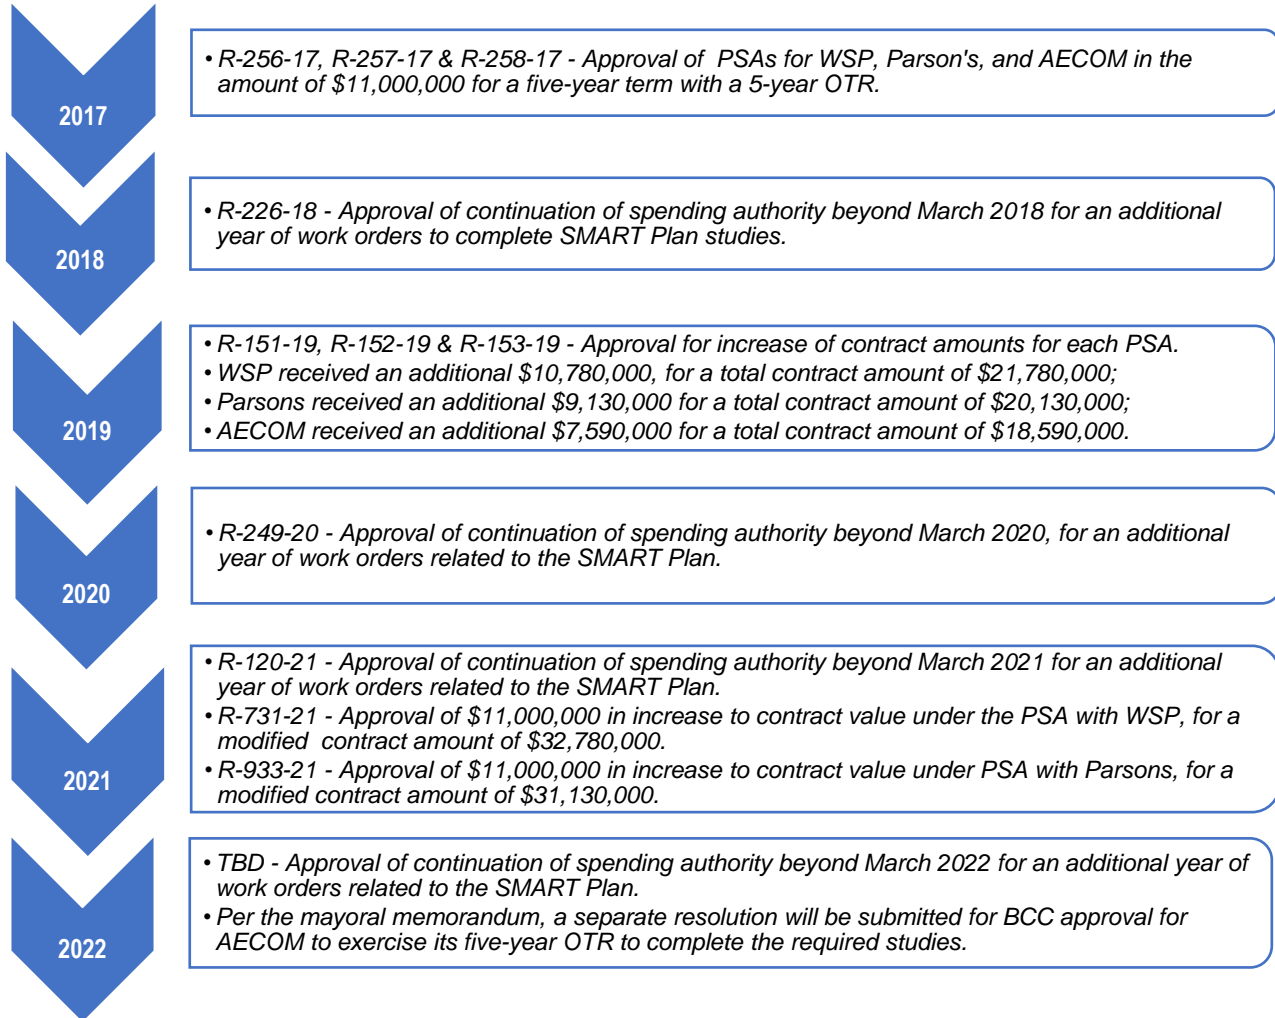 2017
• R-256-17, R-257-17 & R-258-17 - Approval of PSAs for WSP, Parson's, and AECOM in the
amount of $11,000,000 for a five-year term with a 5-year OTR.
2018
• R-226-18 - Approval of continuation of spending authority beyond March 2018 for an additional
year of work orders to complete SMART Plan studies.
2019
• R-151-19, R-152-19 & R-153-19 - Approval for increase of contract amounts for each PSA.
• WSP received an additional $10,780,000, for a total contract amount of $21,780,000;
• Parsons received an additional $9,130,000 for a total contract amount of $20,130,000;
• AECOM received an additional $7,590,000 for a total contract amount of $18,590,000.
2020
• R-249-20 - Approval of continuation of spending authority beyond March 2020, for an additional
year of work orders related to the SMART Plan.
2021
• R-120-21 - Approval of continuation of spending authority beyond March 2021 for an additional
year of work orders related to the SMART Plan.
• R-731-21 - Approval of $11,000,000 in increase to contract value under the PSA with WSP, for a
modified contract amount of $32,780,000.
• R-933-21 - Approval of $11,000,000 in increase to contract value under PSA with Parsons, for a
modified contract amount of $31,130,000.
2022
• TBD - Approval of continuation of spending authority beyond March 2022 for an additional year of
work orders related to the SMART Plan.
• Per the mayoral memorandum, a separate resolution will be submitted for BCC approval for
AECOM to exercise its five-year OTR to complete the required studies.